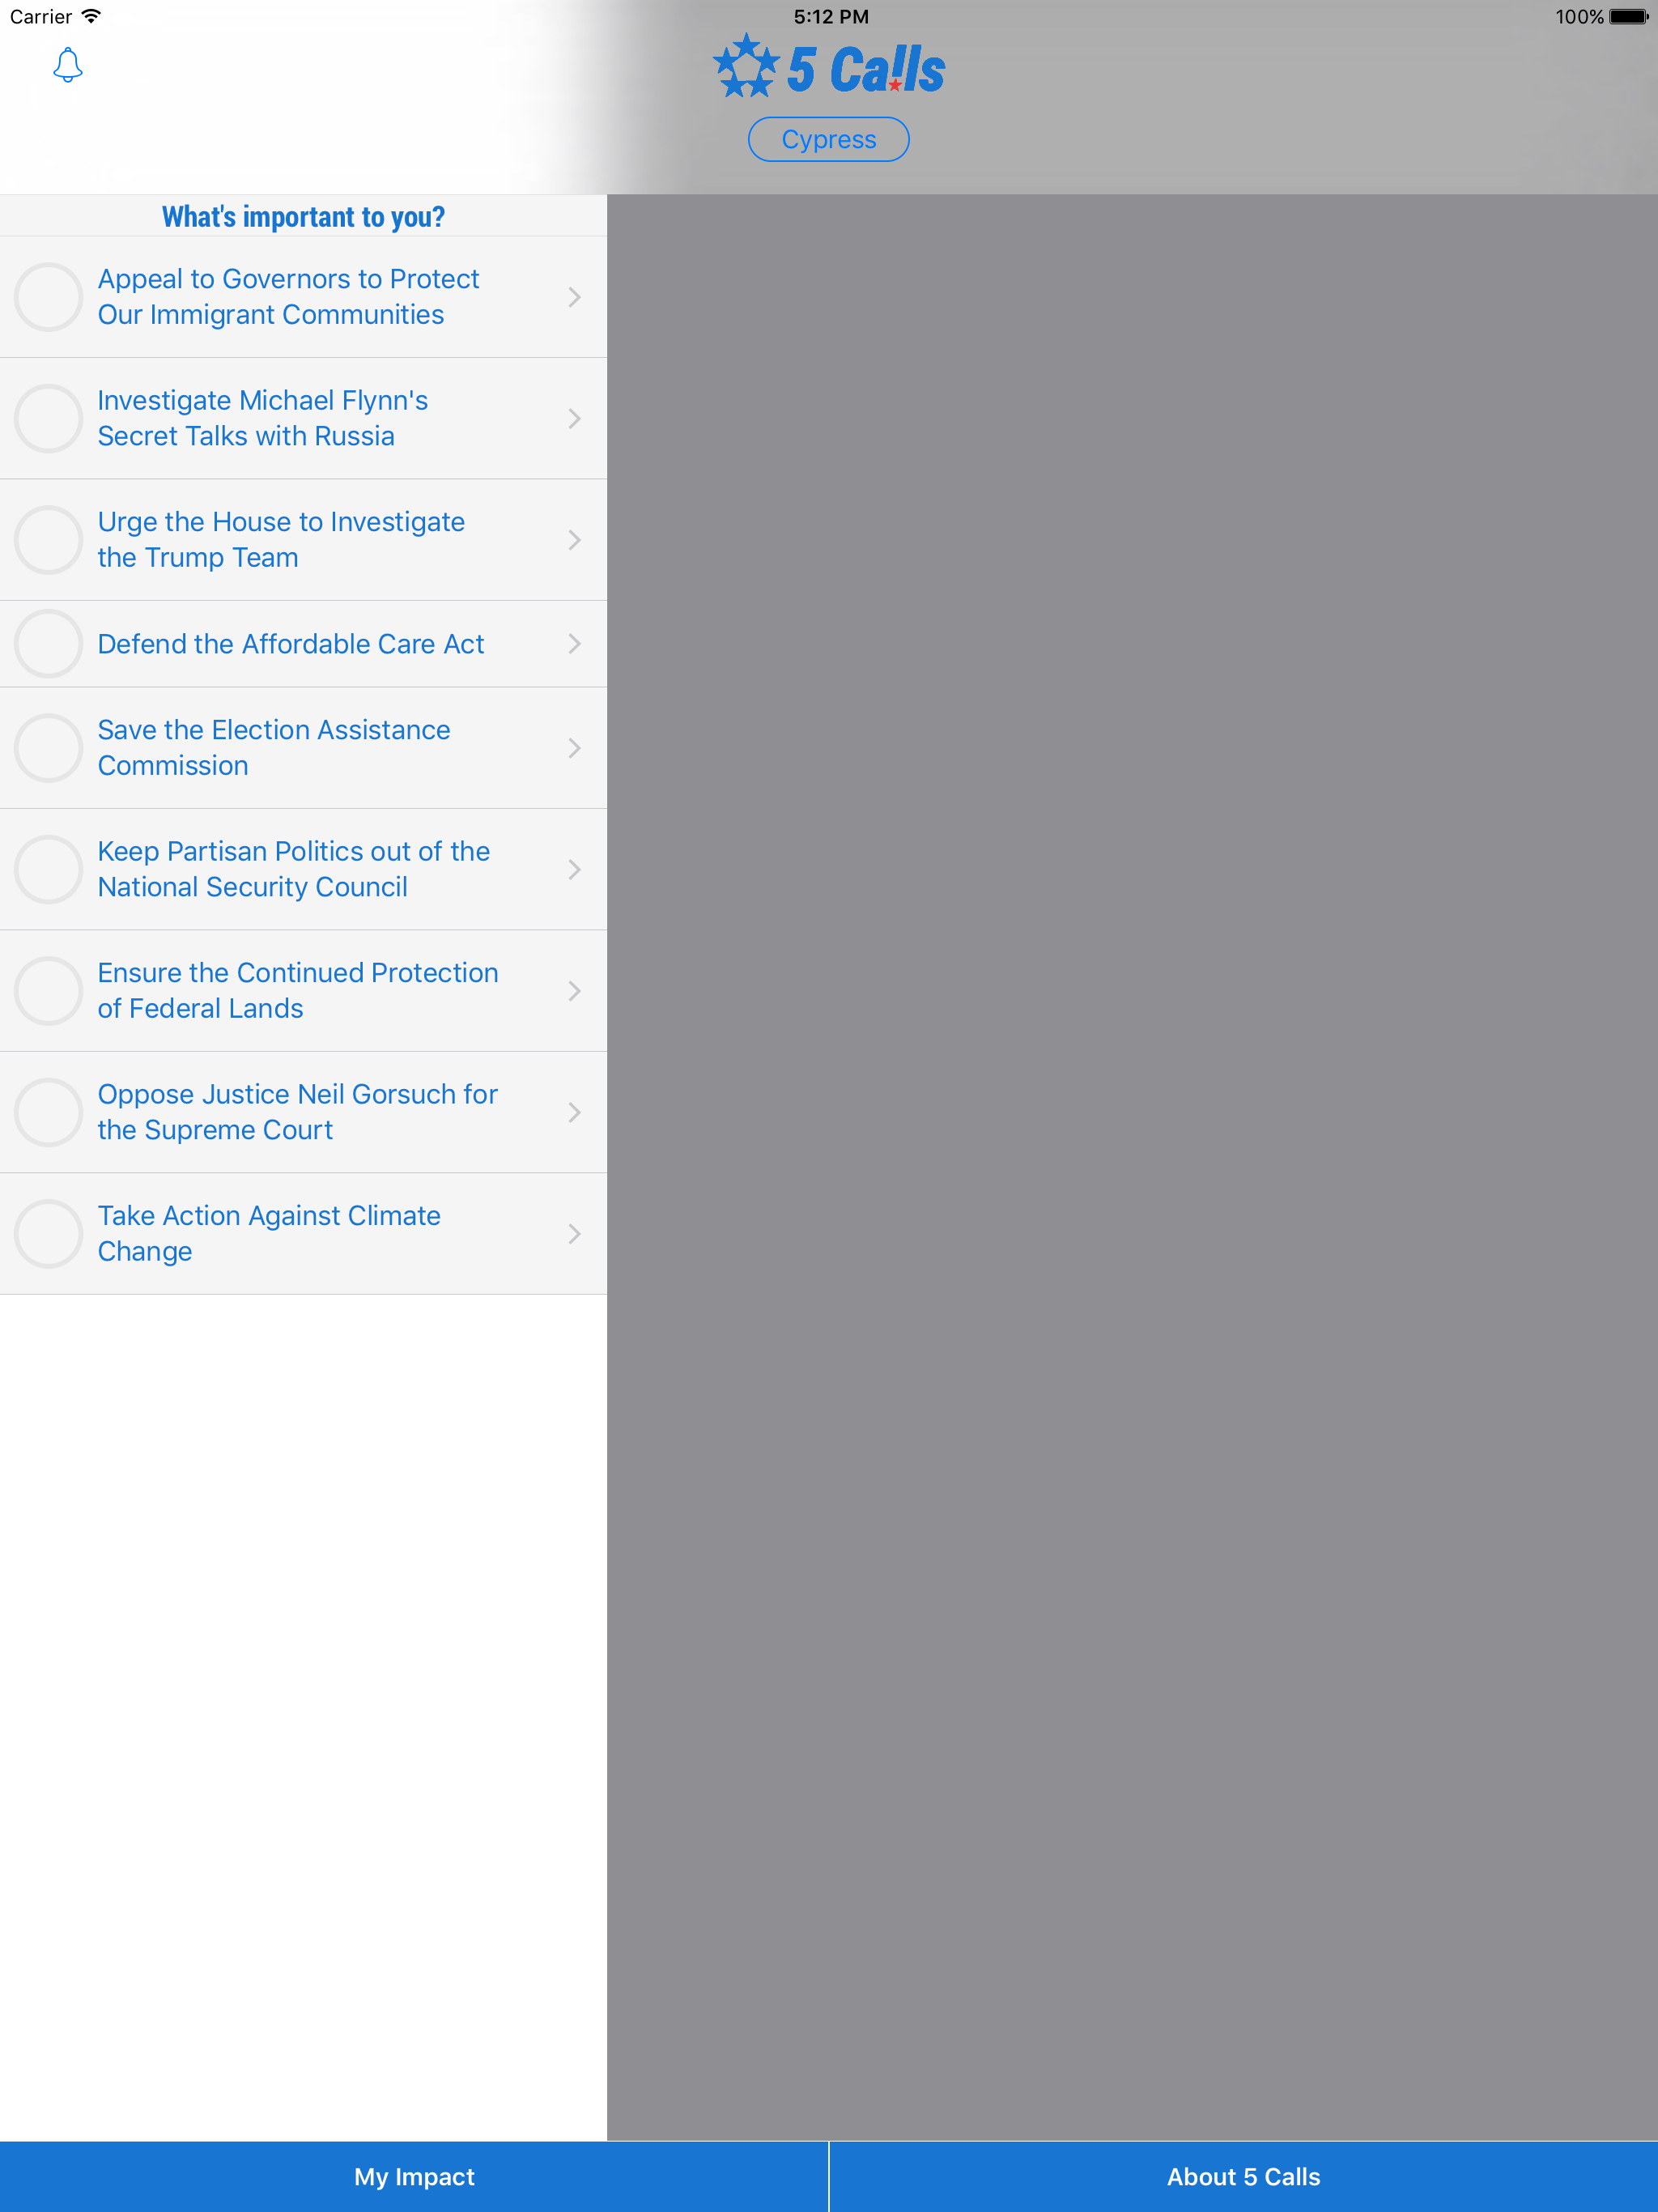 Carrier
5:12 PM
100%
5 Calls
Cypress
What's important to you?
Appeal to Governors to Protect
Our Immigrant Communities
Investigate Michael Flynn's
Secret Talks with Russia
Urge the House to Investigate
the Trump Team
Defend the Affordable Care Act
Save the Election Assistance
Commission
Keep Partisan Politics out of the
National Security Council
Ensure the Continued Protection
of Federal Lands
Oppose Justice Neil Gorsuch for
the Supreme Court
Take Action Against Climate
Change
My Impact
About 5 Calls